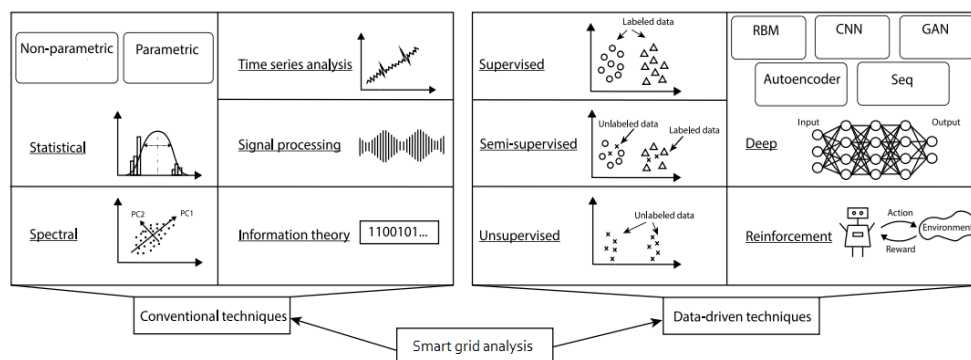 Non-parametric
Parametric
Statistical
Spectral
PC2
PC1
Time series analysis
Signal processing
Information theory
1100101...
Supervised
Labeled data
Semi-supervised
Unlabeled data
Labeled data
Unsupervised
Unlabeled data
RBM
CNN
GAN
Autoencoder
Seq
Input
Output
Deep
Reinforcement
Action
Reward
Environment
Conventional techniques
Data-driven techniques
Smart grid analysis